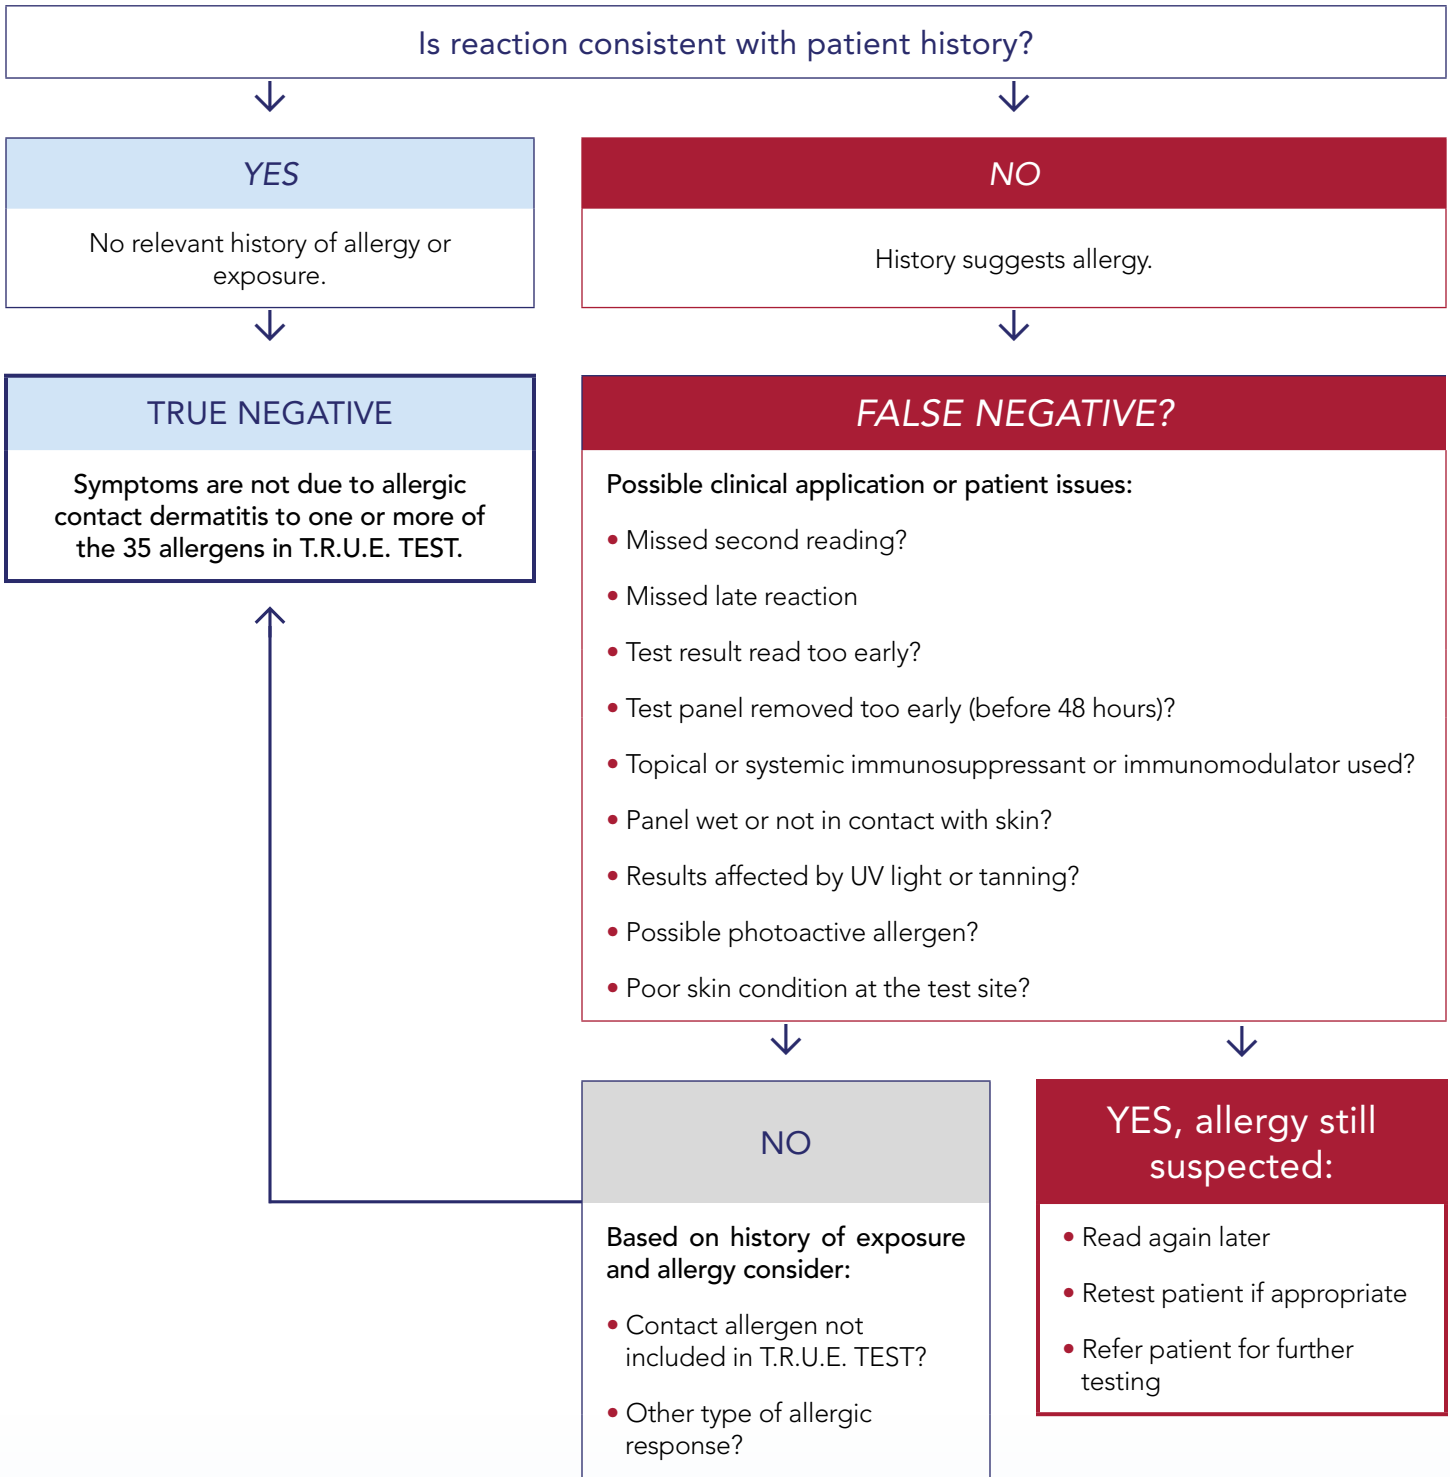 Is reaction consistent with patient history?
YES
No relevant history of allergy or
exposure.
NO
History suggests allergy.
TRUE NEGATIVE
Symptoms are not due to allergic
contact dermatitis to one or more of
the 35 allergens in T.R.U.E. TEST.
FALSE NEGATIVE?
Possible clinical application or patient issues:
• Missed second reading?
• Missed late reaction
• Test result read too early?
• Test panel removed too early (before 48 hours)?
• Topical or systemic immunosuppressant or immunomodulator used?
• Panel wet or not in contact with skin?
• Results affected by UV light or tanning?
• Possible photoactive allergen?
• Poor skin condition at the test site?
NO
Based on history of exposure
and allergy consider:
• Contact allergen not
included in T.R.U.E. TEST?
• Other type of allergic
response?
YES, allergy still
suspected:
• Read again later
• Retest patient if appropriate
• Refer patient for further
testing